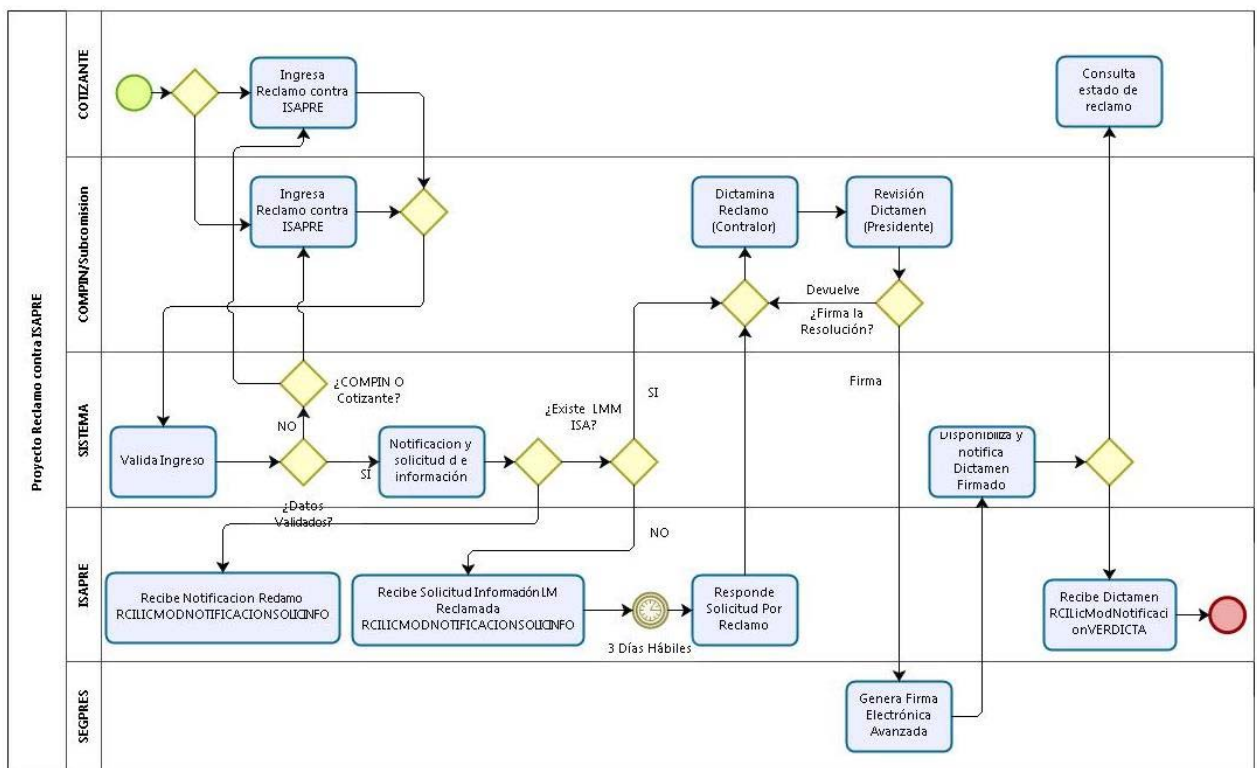 Proyecto Reclamo contra ISAPRE
COTIZANTE
Ingresa
Reclamo contra
ISAPRE
Consulta
estado de
reclamo
COMPIN/Subcomision
Ingresa
Reclamo contra
ISAPRE
Dictamina
Reclamo
(Contralor)
Revisión
Dictamen
(Presidente)
Devuelve
¿Firma la
Resolución?
SISTEMA
¿COMPIN O
Cotizante?
NO
Valida Ingreso
SI
¿Datos
Validados?
Notificacion y
solicitud d e
información
¿Existe LMM
ISA?
SI
NO
Firma
Disponibiliza y
notifica
Dictamen
Firmado
ISAPRE
Recibe Notificacion Redamo
RCILICMODNOTIFICACIONSOLICINFO
Recibe Solicitud Información LM
Reclamada
RCILICMODNOTIFICACIONSOLICINFO
3 Días Hábiles
Responde
Solicitud Por
Reclamo
Recibe Dictamen
RCILicModNotificaci
onVERDICTA
SEGPRES
Genera Firma
Electrónica
Avanzada